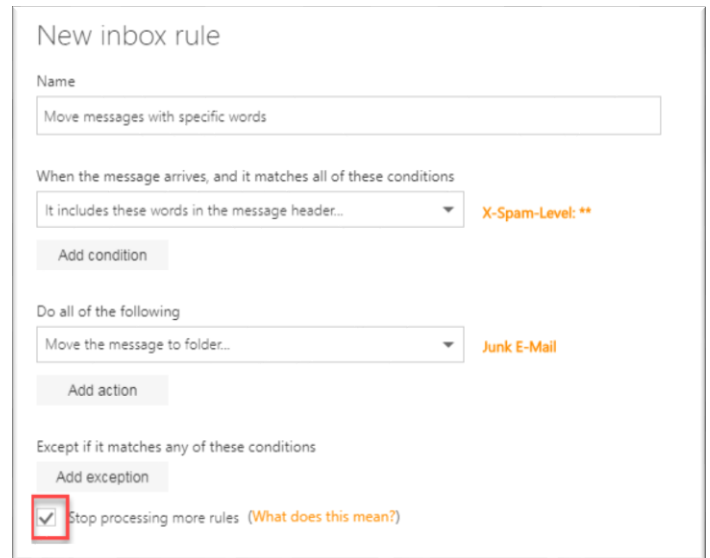 New inbox rule
Name
Move messages with specific words
When the message arrives, and it matches all of these conditions
It includes these words in the message header...
X-Spam-Level: **
Add condition
Do all of the following
Move the message to folder...
Junk E-Mail
Add action
Except if it matches any of these conditions
Add exception
Stop processing more rules (What does this mean?)